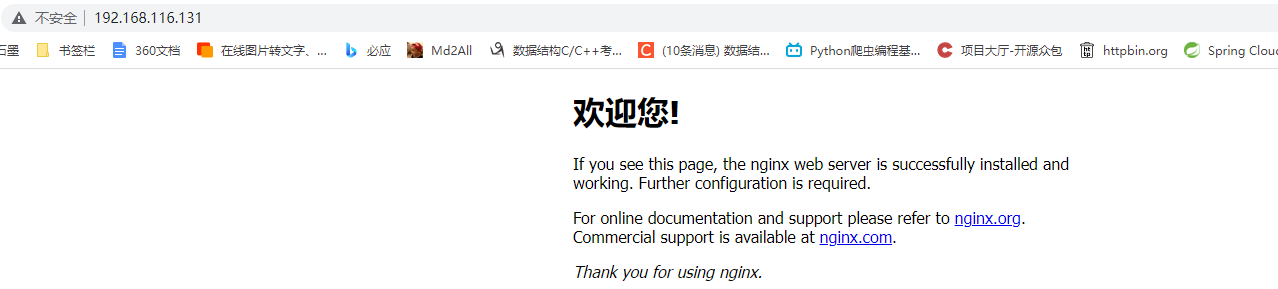 不安全 192.168.116.131
石墨 书签栏 360文档 在线图片转文字、... 必应 Md2All 数据结构C/C++考... (10条消息) 数据结... Python爬虫编程基... 项目大厅-开源众包 httpbin.org Spring Cloud
欢迎您!
If you see this page, the nginx web server is successfully installed and
working. Further configuration is required.
For online documentation and support please refer to nginx.org.
Commercial support is available at nginx.com.
Thank you for using nginx.